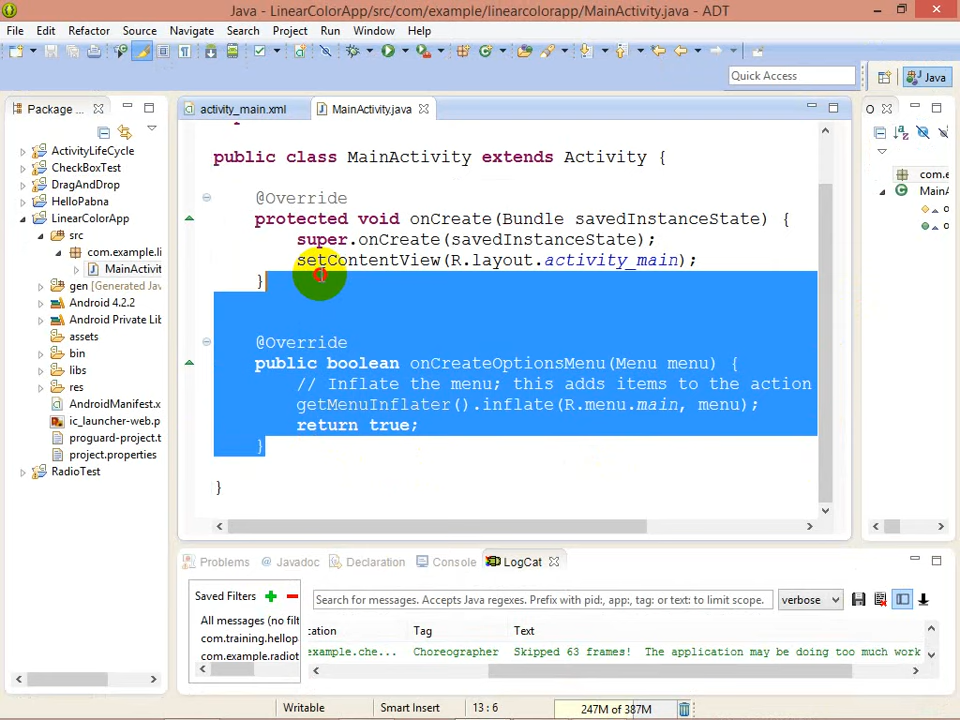 Java - LinearColorApp/src/com/example/linearcolorapp/MainActivity.java - ADT
File Edit Refactor Source Navigate Search Project Run Window Help
Quick Access
Java
Package ...
activity_main.xml
MainActivity.java
O
ActivityLifeCycle
CheckBoxTest
DragAndDrop
HelloPabna
LinearColorApp
src
com.example.li
MainActivit
gen [Generated Jav
Android 4.2.2
Android Private Lib
assets
bin
libs
res
AndroidManifest.x
ic_launcher-web.p
proguard-project.t
project.properties
RadioTest
public class MainActivity extends Activity {
@Override
protected void onCreate(Bundle savedInstanceState) {
super.onCreate(savedInstanceState);
setContentView(R.layout.activity_main);
}
@Override
public boolean onCreateOptionsMenu(Menu menu) {
// Inflate the menu; this adds items to the action
getMenuInflater().inflate(R.menu.main, menu);
return true;
}
}
com.e
MainA
o
o
Problems
Javadoc
Declaration
Console
LogCat
Saved Filters
All messages (no filt
com.training.hellop
com.example.radiot
Search for messages. Accepts Java regexes. Prefix with pid:, app:, tag: or text: to limit scope.
verbose
cation Tag Text
example.che... Choreographer Skipped 63 frames! The application may be doing too much work
Writable
Smart Insert
13 : 6
247M of 387M